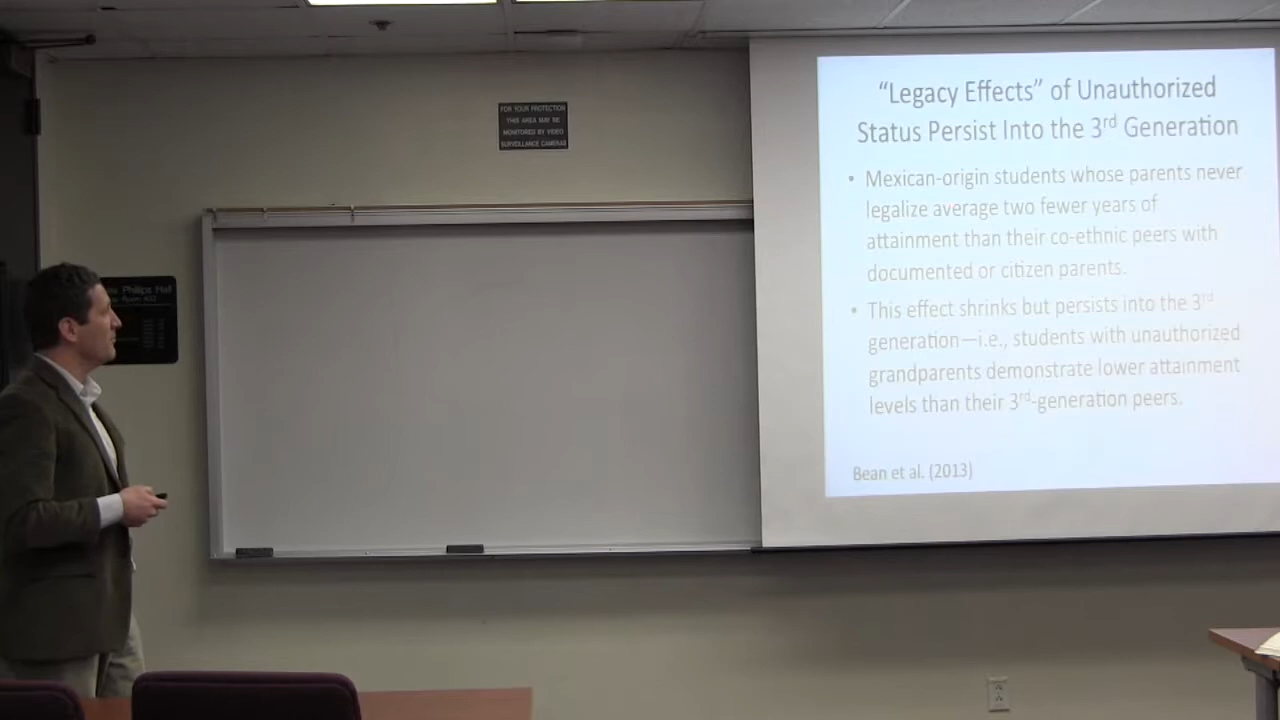 FOR YOUR PROTECTION
THIS AREA MAY BE
MONITORED BY VIDEO
SURVEILLANCE CAMERAS
Philips Hall
“Legacy Effects” of Unauthorized
Status Persist Into the 3rd Generation
• Mexican-origin students whose parents never
legalize average two fewer years of
attainment than their co-ethnic peers with
documented or citizen parents.
• This effect shrinks but persists into the 3rd
generation—i.e., students with unauthorized
grandparents demonstrate lower attainment
levels than their 3rd-generation peers.
Bean et al. (2013)